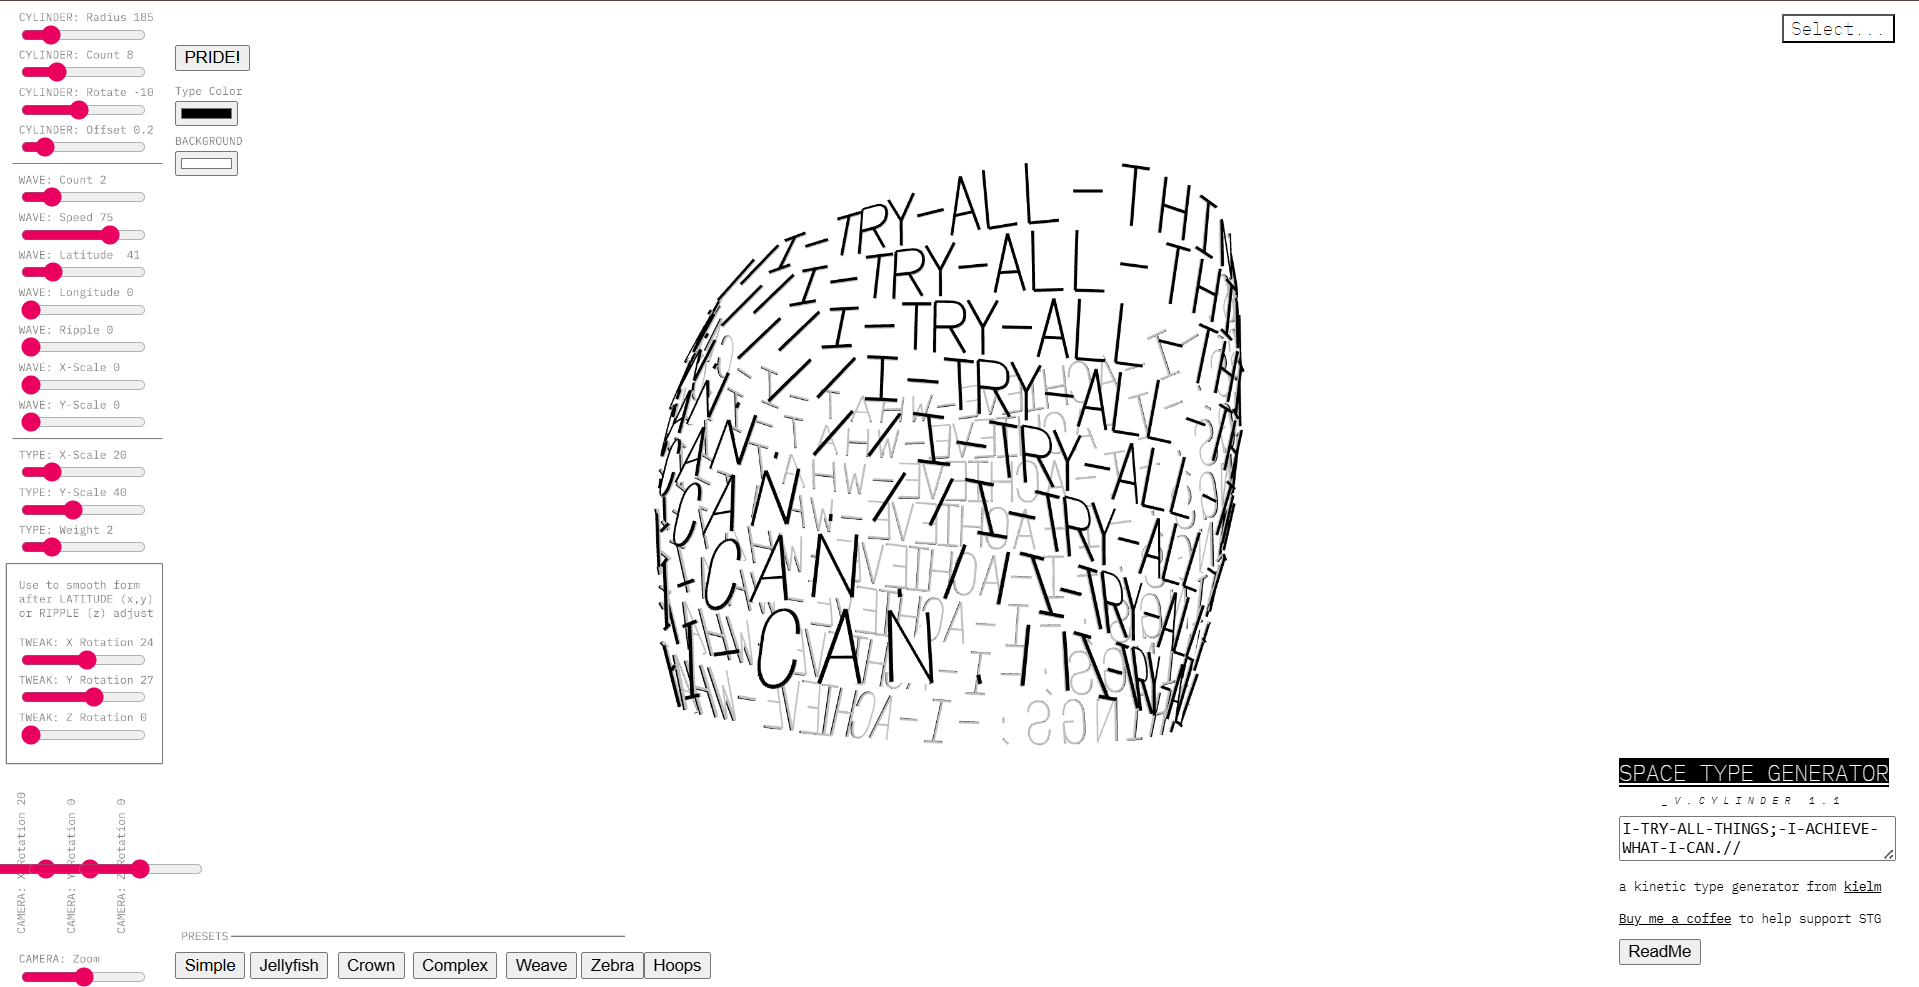 CYLINDER: Radius 185
CYLINDER: Count 8
CYLINDER: Rotate -10
CYLINDER: Offset 0.2
WAVE: Count 2
WAVE: Speed 75
WAVE: Latitude 41
WAVE: Longitude 0
WAVE: Ripple 0
WAVE: X-Scale 0
WAVE: Y-Scale 0
TYPE: X-Scale 20
TYPE: Y-Scale 40
TYPE: Weight 2
Use to smooth form
after LATITUDE (x,y)
or RIPPLE (z) adjust
TWEAK: X Rotation 24
TWEAK: Y Rotation 27
TWEAK: Z Rotation 0
CAMERA: X Rotation 20
CAMERA: Y Rotation 0
CAMERA: Z Rotation 0
CAMERA: Zoom
PRIDE!
Type Color
BACKGROUND
I-TRY-ALL-THI
I-TRY-ALL-TH
I-TRY-ALL-TH
//I-TRY-ALL-
CAN.//I-TRY-ALL
CAN.//I-TRY-ALL
-CAN.//I-TRY-ALL
I-CAN.//I-TRY
PRESETS
Simple
Jellyfish
Crown
Complex
Weave
Zebra
Hoops
Select...
SPACE TYPE GENERATOR
_V.CYLINDER 1.1
I-TRY-ALL-THINGS;-I-ACHIEVE-
WHAT-I-CAN.//
a kinetic type generator from kielm
Buy me a coffee to help support STG
ReadMe